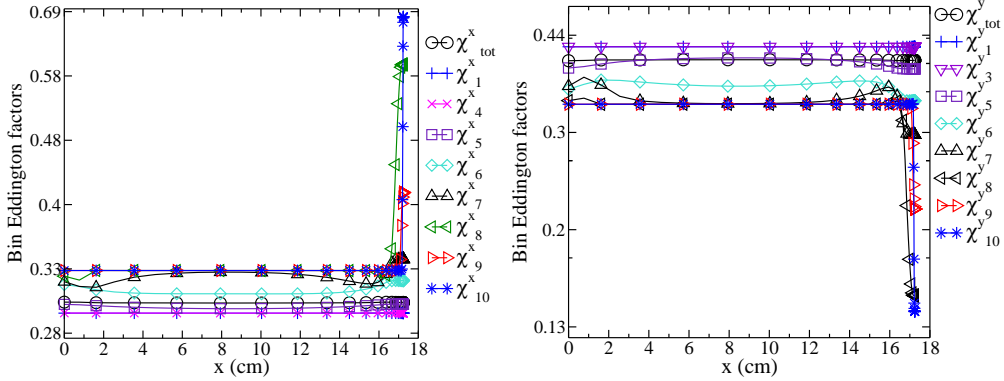 0.69
0.58
0.48
0.4
0.33
0.28
Bin Eddington factors
0 2 4 6 8 10 12 14 16 18
x (cm)
χ^x_tot
χ^x_1
χ^x_4
χ^x_5
χ^x_6
χ^x_7
χ^x_8
χ^x_9
χ^x_10
0.44
0.3
0.2
0.13
Bin Eddington factors
0 2 4 6 8 10 12 14 16 18
x (cm)
χ^y_tot
χ^y_1
χ^y_3
χ^y_5
χ^y_6
χ^y_7
χ^y_8
χ^y_9
χ^y_10